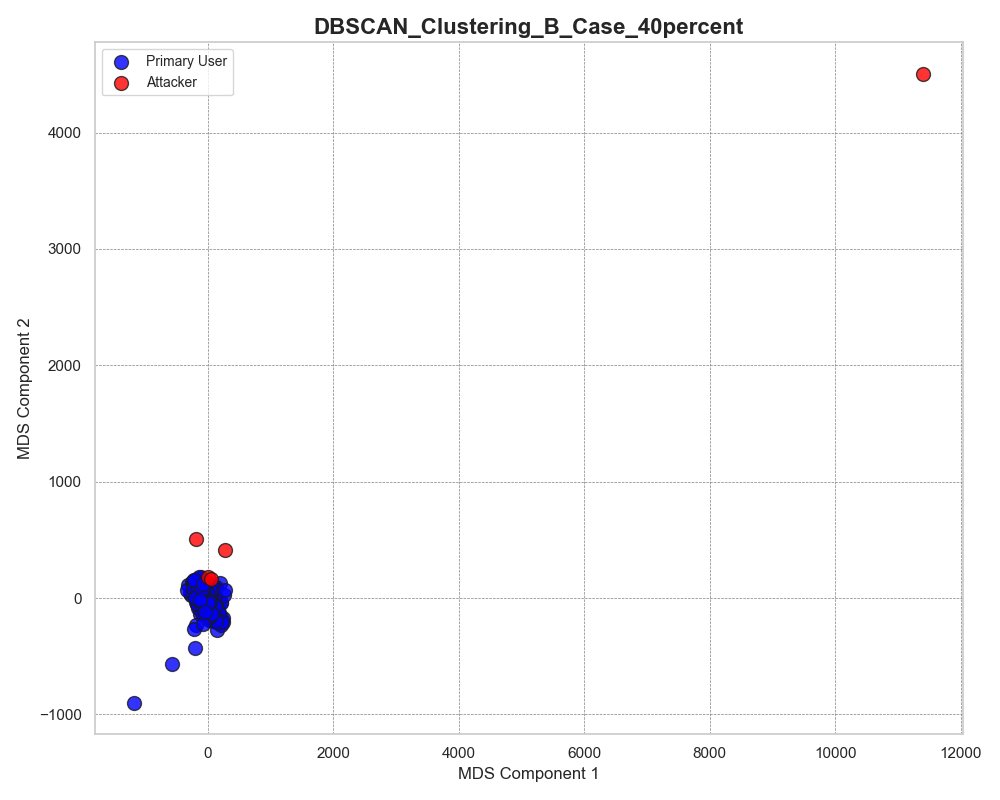 DBSCAN_Clustering_B_Case_40percent
Primary User
Attacker
MDS Component 2
4000
3000
2000
1000
0
−1000
0 2000 4000 6000 8000 10000 12000
MDS Component 1